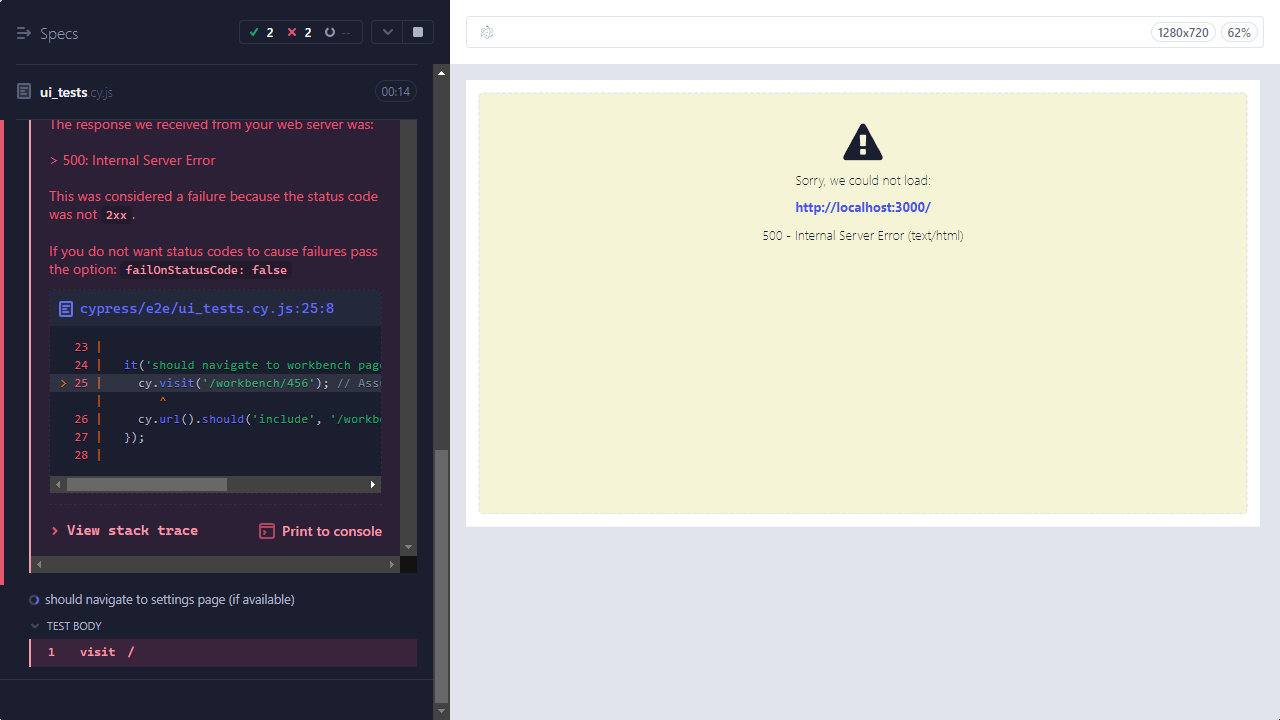 Specs
2
2
--
ui_tests.cy.js
00:14
The response we received from your web server was:
> 500: Internal Server Error
This was considered a failure because the status code
was not 2xx.
If you do not want status codes to cause failures pass
the option: failOnStatusCode: false
cypress/e2e/ui_tests.cy.js:25:8
23 |
24 | it('should navigate to workbench page
> 25 | cy.visit('/workbench/456'); // Ass
| ^
26 | cy.url().should('include', '/workb
27 | });
28 |
> View stack trace
Print to console
should navigate to settings page (if available)
TEST BODY
1 visit /
1280x720
62%
Sorry, we could not load:
http://localhost:3000/
500 - Internal Server Error (text/html)